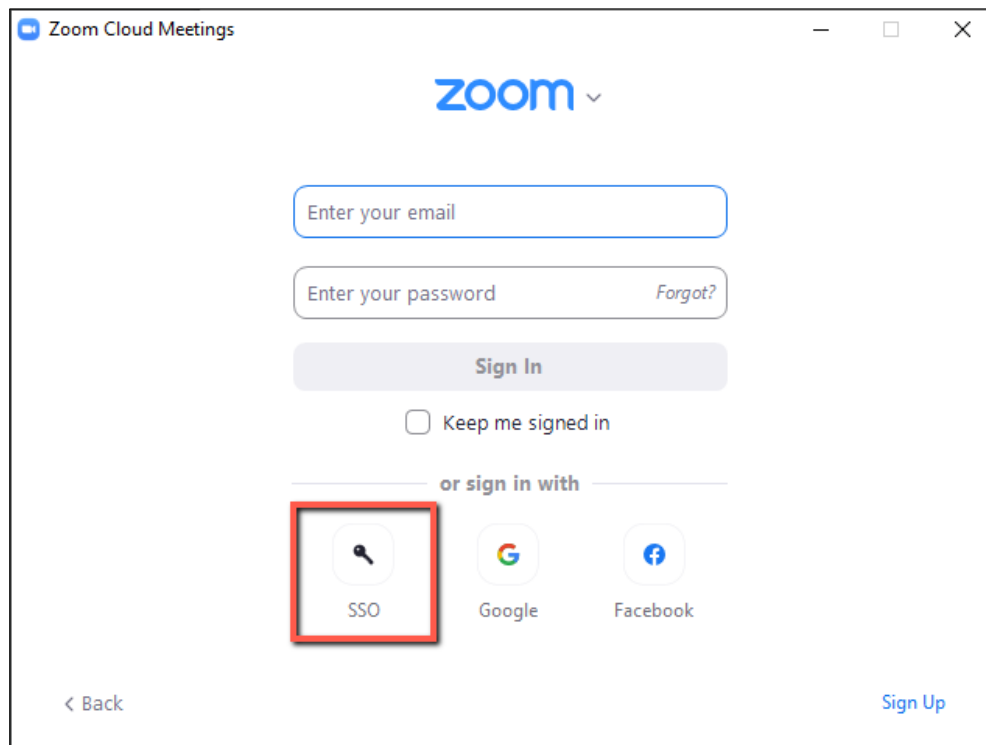 Zoom Cloud Meetings
zoom
Enter your email
Enter your password Forgot?
Sign In
Keep me signed in
or sign in with
SSO Google Facebook
Back Sign Up